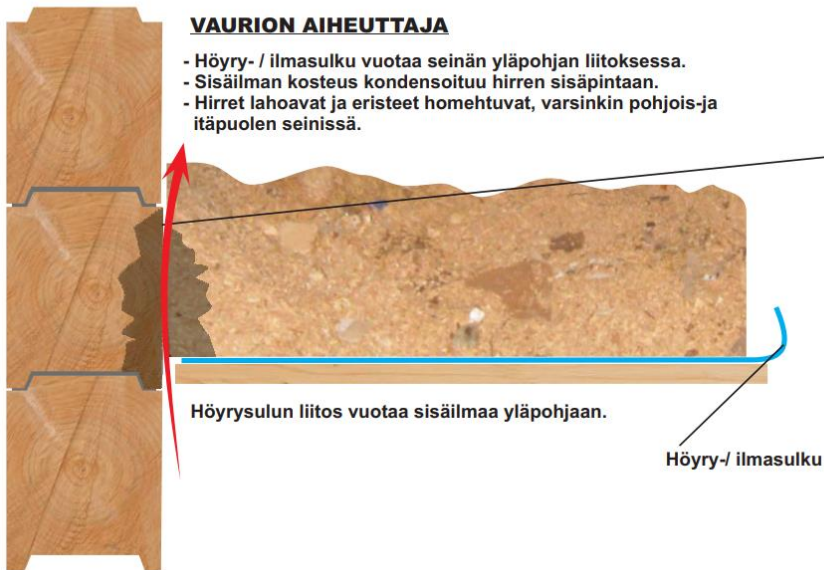 VAURION AIHEUTTAJA
- Höyry- / ilmasulku vuotaa seinän yläpohjan liitoksessa.
- Sisäilman kosteus kondensoituu hirren sisäpintaan.
- Hirret lahoavat ja eristeet homehtuvat, varsinkin pohjois-ja
itäpuolen seinissä.
Höyrysulun liitos vuotaa sisäilmaa yläpohjaan.
Höyry-/ ilmasulku